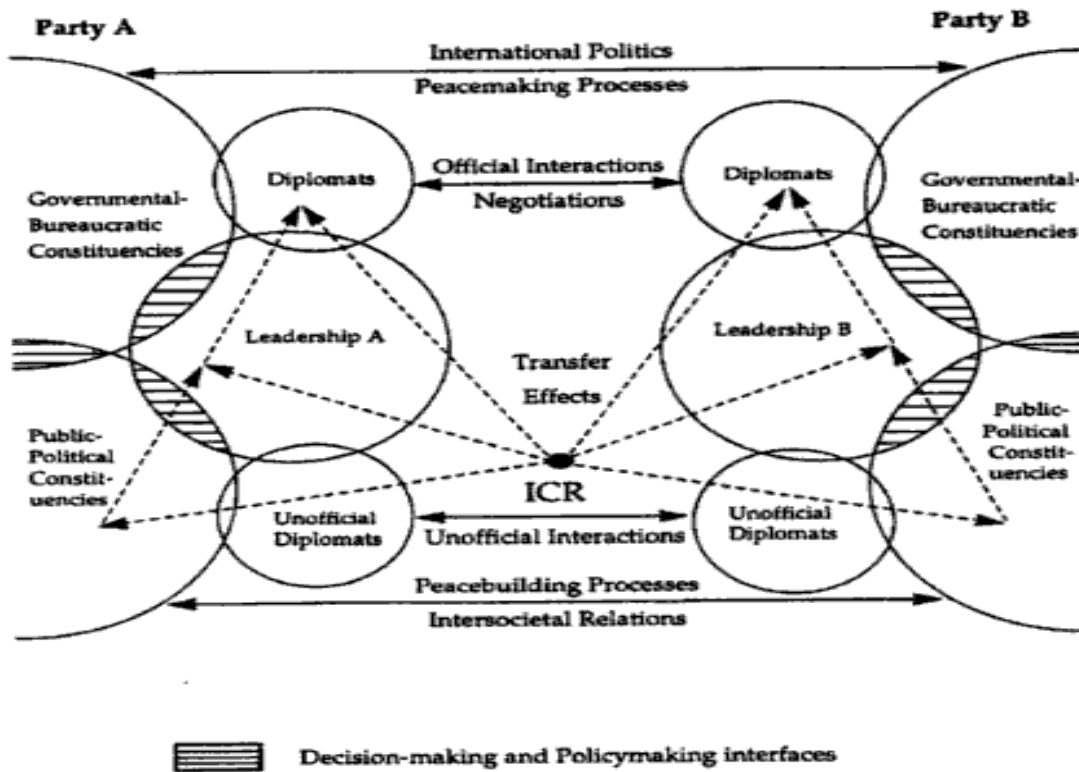 Party A
Party B
International Politics
Peacemaking Processes
Diplomats
Official Interactions
Negotiations
Diplomats
Governmental-
Bureaucratic
Constituencies
Governmental-
Bureaucratic
Constituencies
Leadership A
Transfer
Effects
Leadership B
Public-
Political
Constit-
uencies
Public-
Political
Constit-
uencies
ICR
Unofficial
Diplomats
Unofficial Interactions
Unofficial
Diplomats
Peacebuilding Processes
Intersocietal Relations
Decision-making and Policymaking interfaces